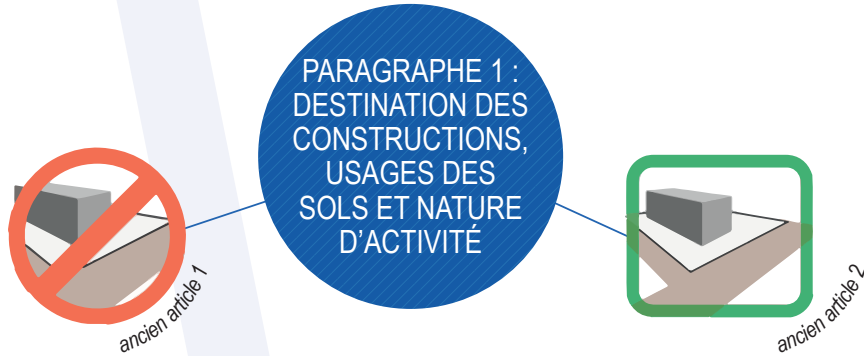 PARAGRAPHE 1 :
DESTINATION DES
CONSTRUCTIONS,
USAGES DES
SOLS ET NATURE
D’ACTIVITÉ
ancien article 1
ancien article 2